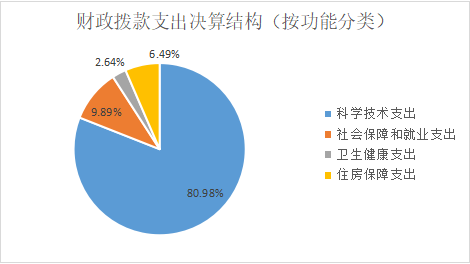 财政拨款支出决算结构（按功能分类）
6.49%
2.64%
9.89%
80.98%
科学技术支出
社会保障和就业支出
卫生健康支出
住房保障支出